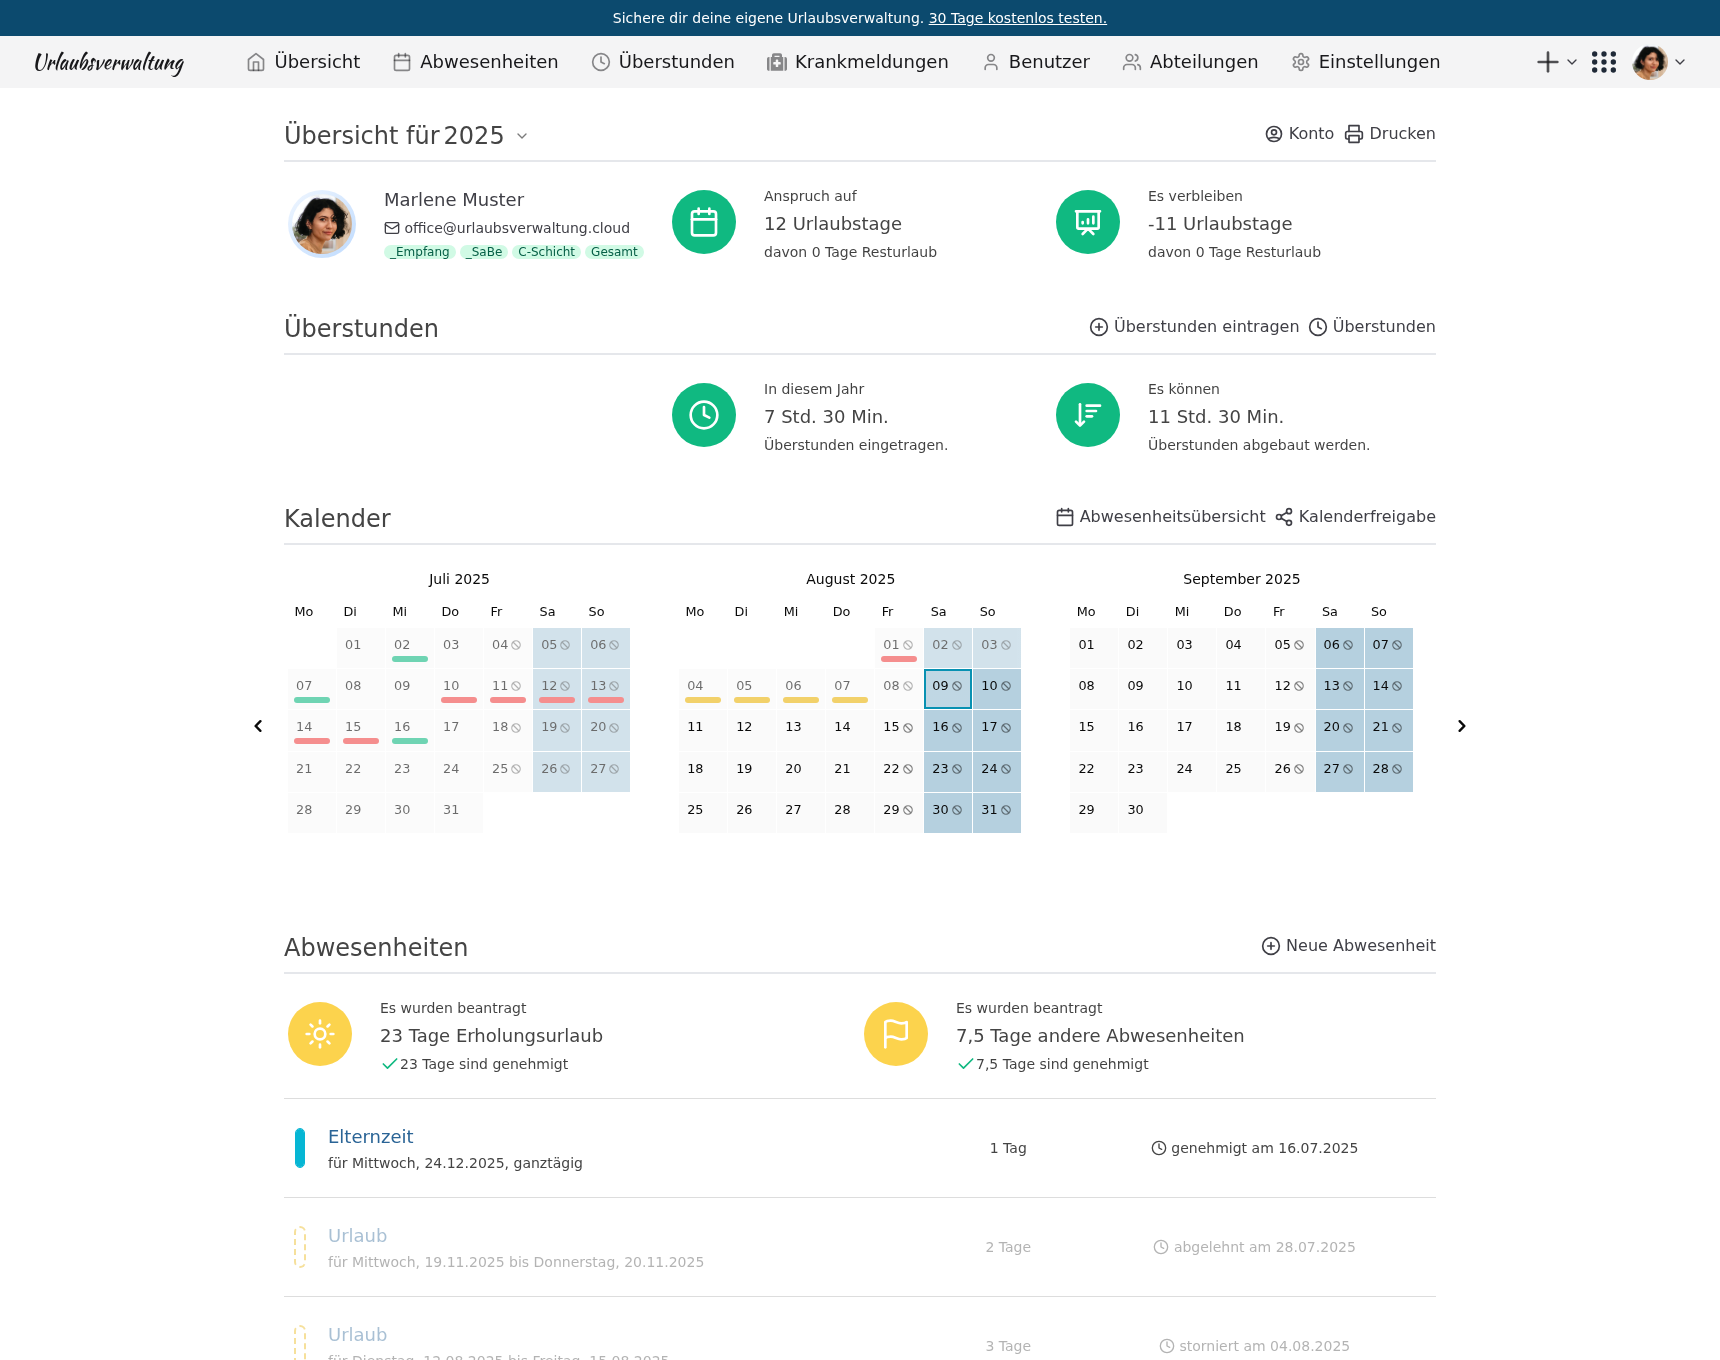 Sichere dir deine eigene Urlaubsverwaltung. 30 Tage kostenlos testen.
Urlaubsverwaltung Übersicht Abwesenheiten Überstunden Krankmeldungen Benutzer Abteilungen Einstellungen
Übersicht für 2025 Konto Drucken
Marlene Muster
office@urlaubsverwaltung.cloud
_Empfang _SaBe C-Schicht Gesamt
Anspruch auf
12 Urlaubstage
davon 0 Tage Resturlaub
Es verbleiben
-11 Urlaubstage
davon 0 Tage Resturlaub
Überstunden Überstunden eintragen Überstunden
In diesem Jahr
7 Std. 30 Min.
Überstunden eingetragen.
Es können
11 Std. 30 Min.
Überstunden abgebaut werden.
Kalender Abwesenheitsübersicht Kalenderfreigabe
Juli 2025
Mo Di Mi Do Fr Sa So
01 02 03 04 05 06
07 08 09 10 11 12 13
14 15 16 17 18 19 20
21 22 23 24 25 26 27
28 29 30 31
August 2025
Mo Di Mi Do Fr Sa So
01 02 03
04 05 06 07 08 09 10
11 12 13 14 15 16 17
18 19 20 21 22 23 24
25 26 27 28 29 30 31
September 2025
Mo Di Mi Do Fr Sa So
01 02 03 04 05 06 07
08 09 10 11 12 13 14
15 16 17 18 19 20 21
22 23 24 25 26 27 28
29 30
Abwesenheiten Neue Abwesenheit
Es wurden beantragt
23 Tage Erholungsurlaub
23 Tage sind genehmigt
Es wurden beantragt
7,5 Tage andere Abwesenheiten
7,5 Tage sind genehmigt
Elternzeit
für Mittwoch, 24.12.2025, ganztägig
1 Tag genehmigt am 16.07.2025
Urlaub
für Mittwoch, 19.11.2025 bis Donnerstag, 20.11.2025
2 Tage abgelehnt am 28.07.2025
Urlaub
für Dienstag, 12.08.2025 bis Freitag, 15.08.2025
3 Tage storniert am 04.08.2025